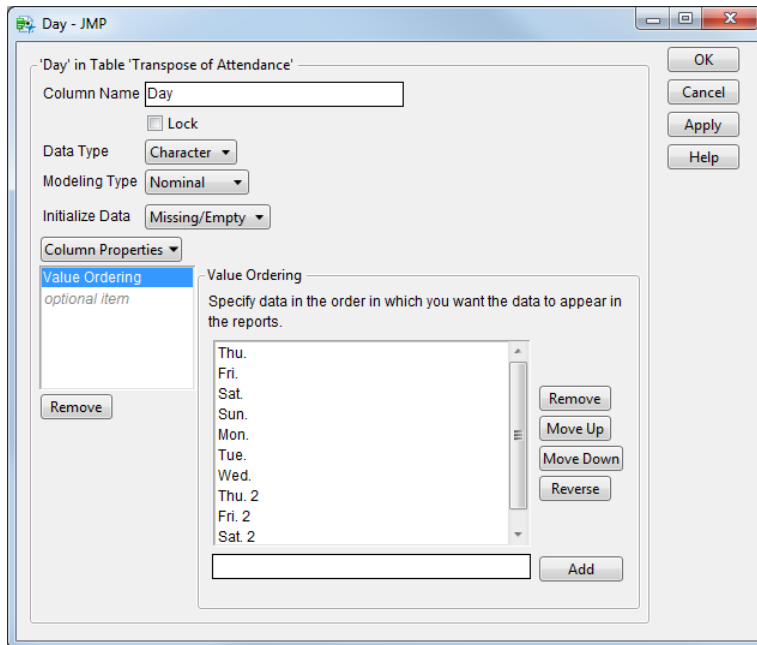 Day - JMP
'Day' in Table 'Transpose of Attendance'
Column Name Day
Lock
Data Type Character
Modeling Type Nominal
Initialize Data Missing/Empty
Column Properties
Value Ordering
optional item
Remove
Value Ordering
Specify data in the order in which you want the data to appear in
the reports.
Thu.
Fri.
Sat.
Sun.
Mon.
Tue.
Wed.
Thu. 2
Fri. 2
Sat. 2
Remove
Move Up
Move Down
Reverse
Add
OK
Cancel
Apply
Help